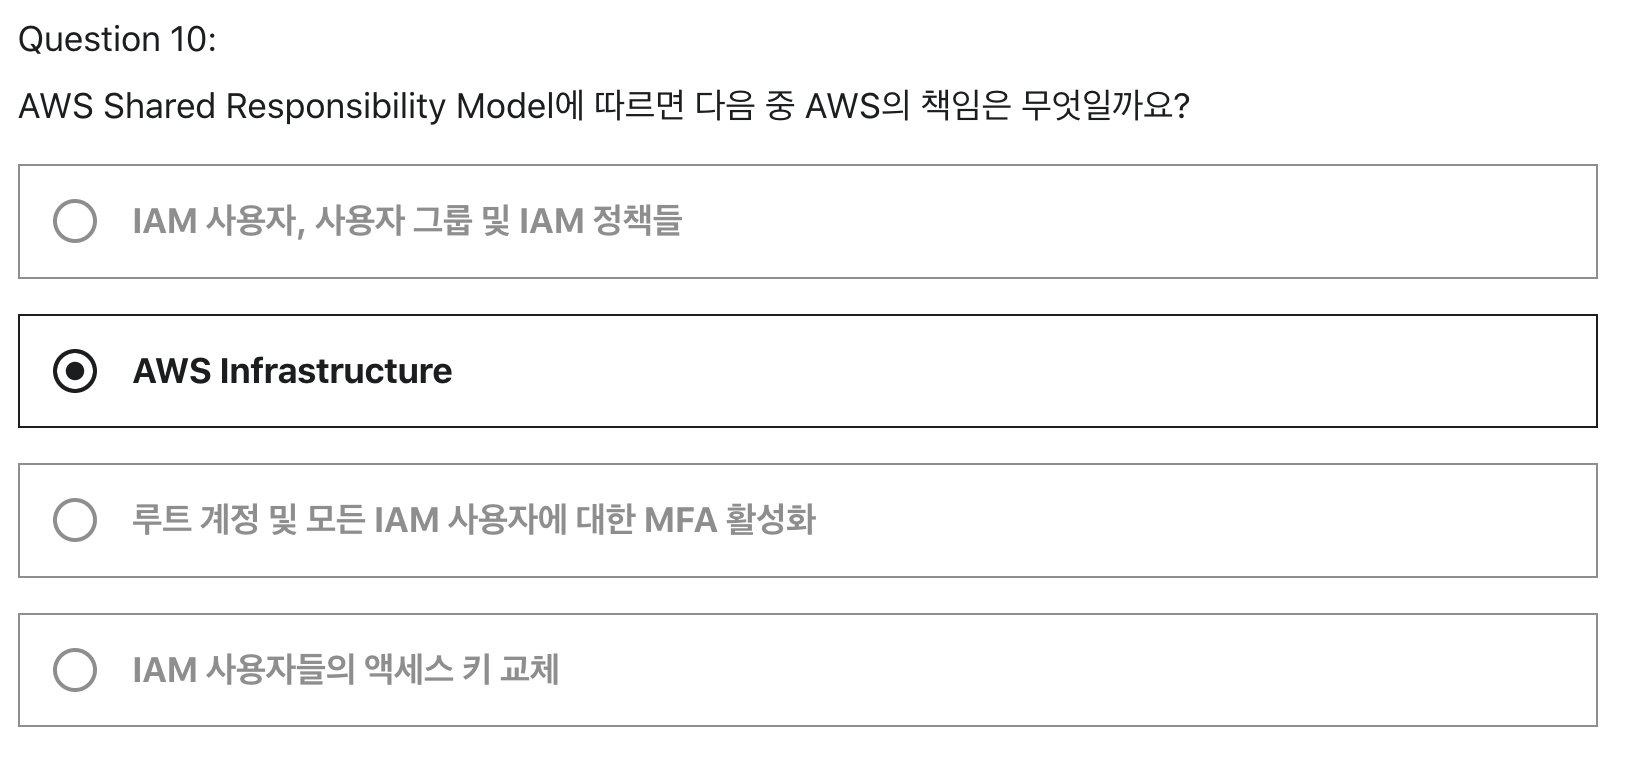 Question 10:
AWS Shared Responsibility Model에 따르면 다음 중 AWS의 책임은 무엇일까요?
IAM 사용자, 사용자 그룹 및 IAM 정책들
AWS Infrastructure
루트 계정 및 모든 IAM 사용자에 대한 MFA 활성화
IAM 사용자들의 액세스 키 교체